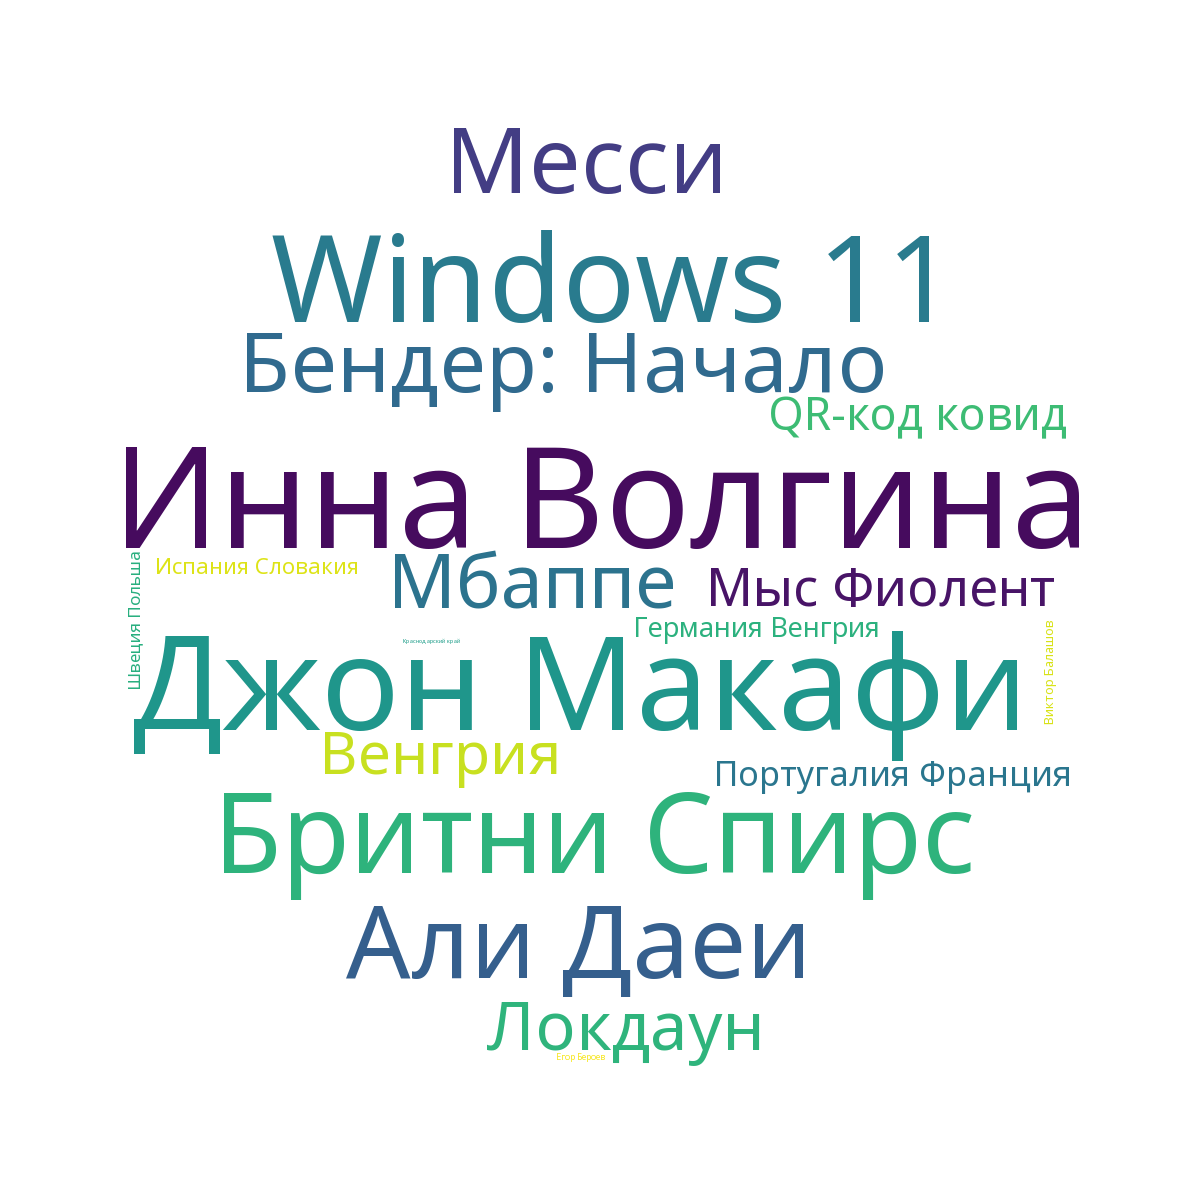 Месси
Windows 11
Бендер: Начало
QR-код ковид
Инна Волгина
Швеция Польша
Испания Словакия
Мбаппе
Мыс Фиолент
Германия Венгрия
Виктор Балашов
Краснодарский край
Джон Макафи
Венгрия
Португалия Франция
Бритни Спирс
Али Даеи
Локдаун
Егор Бероев